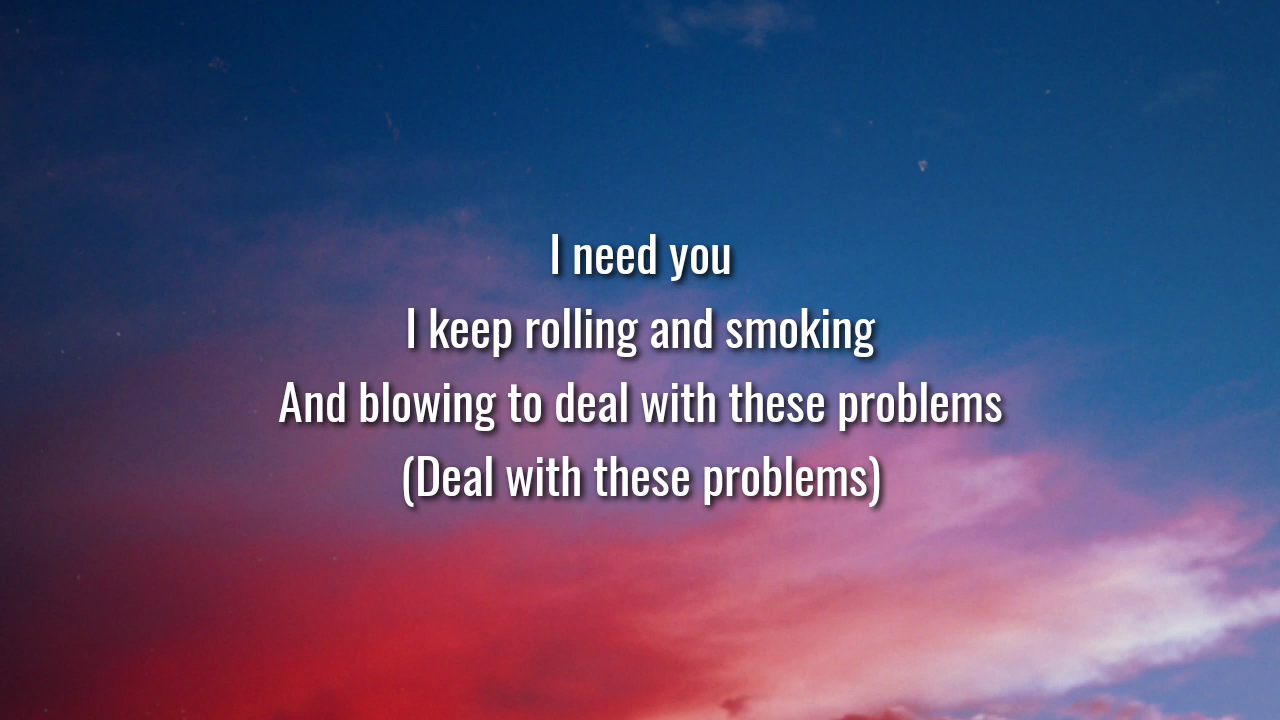 I need you
I keep rolling and smoking
And blowing to deal with these problems
(Deal with these problems)